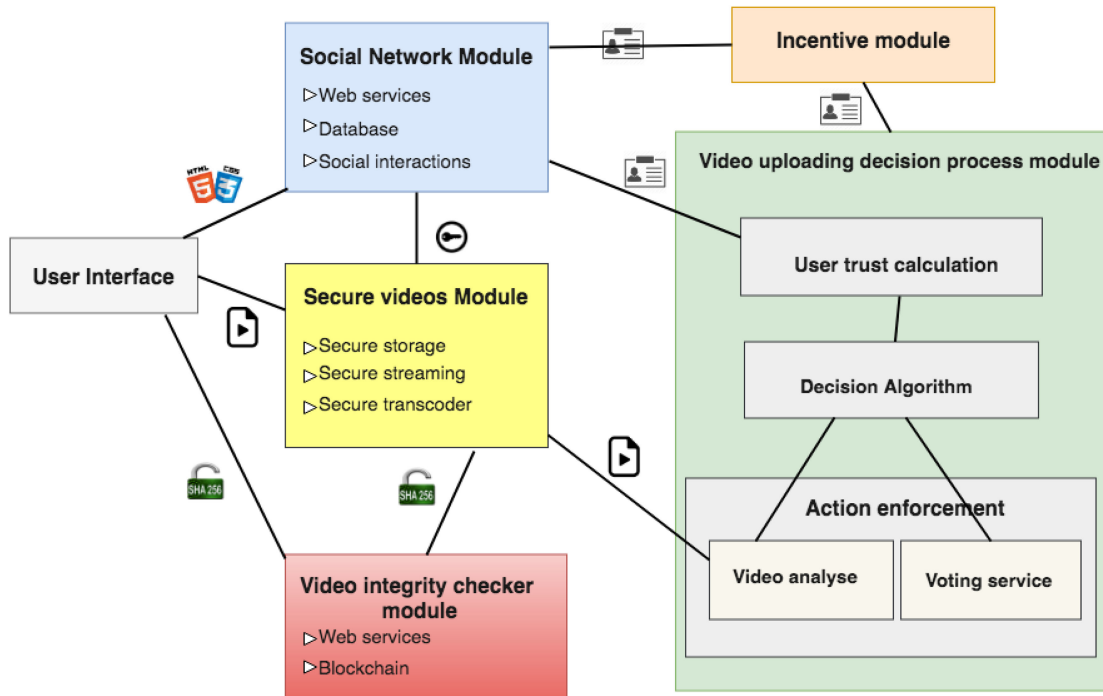 Social Network Module
Web services
Database
Social interactions
Incentive module
Video uploading decision process module
HTML
5
CSS
3
User Interface
User trust calculation
Secure videos Module
Secure storage
Secure streaming
Secure transcoder
Decision Algorithm
SHA 256
SHA 256
Action enforcement
Video analyse
Voting service
Video integrity checker
module
Web services
Blockchain